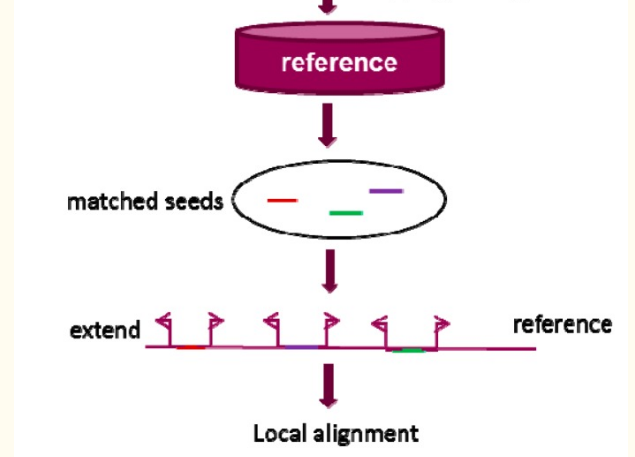 reference
matched seeds
extend
reference
Local alignment